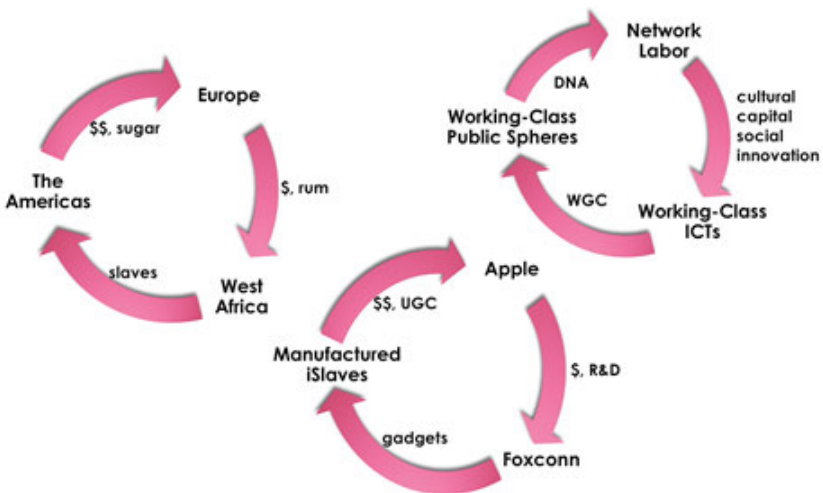 Europe
$$, sugar
The
Americas
$, rum
slaves
West
Africa
Network
Labor
DNA
Working-Class
Public Spheres
cultural
capital
social
innovation
WGC
Working-Class
ICTs
Apple
$$, UGC
Manufactured
iSlaves
$, R&D
gadgets
Foxconn